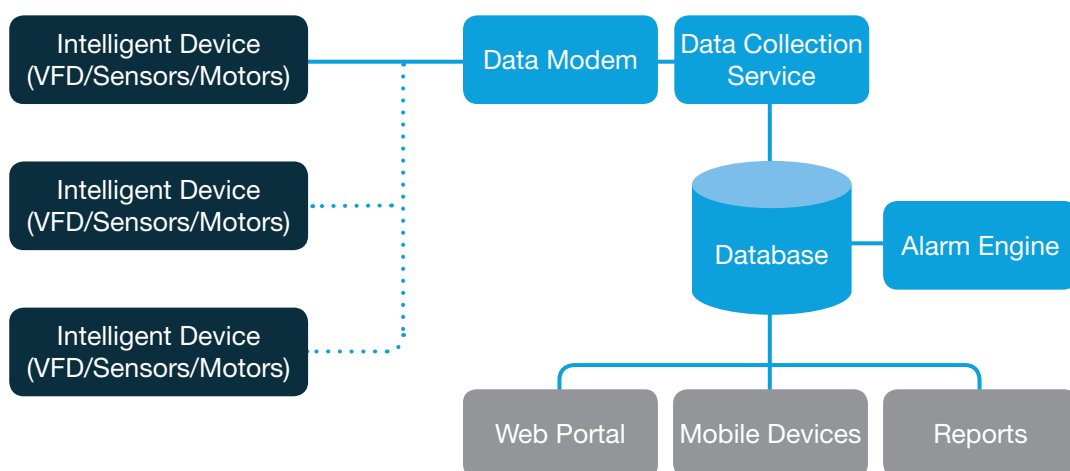 Intelligent Device
(VFD/Sensors/Motors)
Data Modem
Data Collection
Service
Intelligent Device
(VFD/Sensors/Motors)
Database
Alarm Engine
Intelligent Device
(VFD/Sensors/Motors)
Web Portal
Mobile Devices
Reports